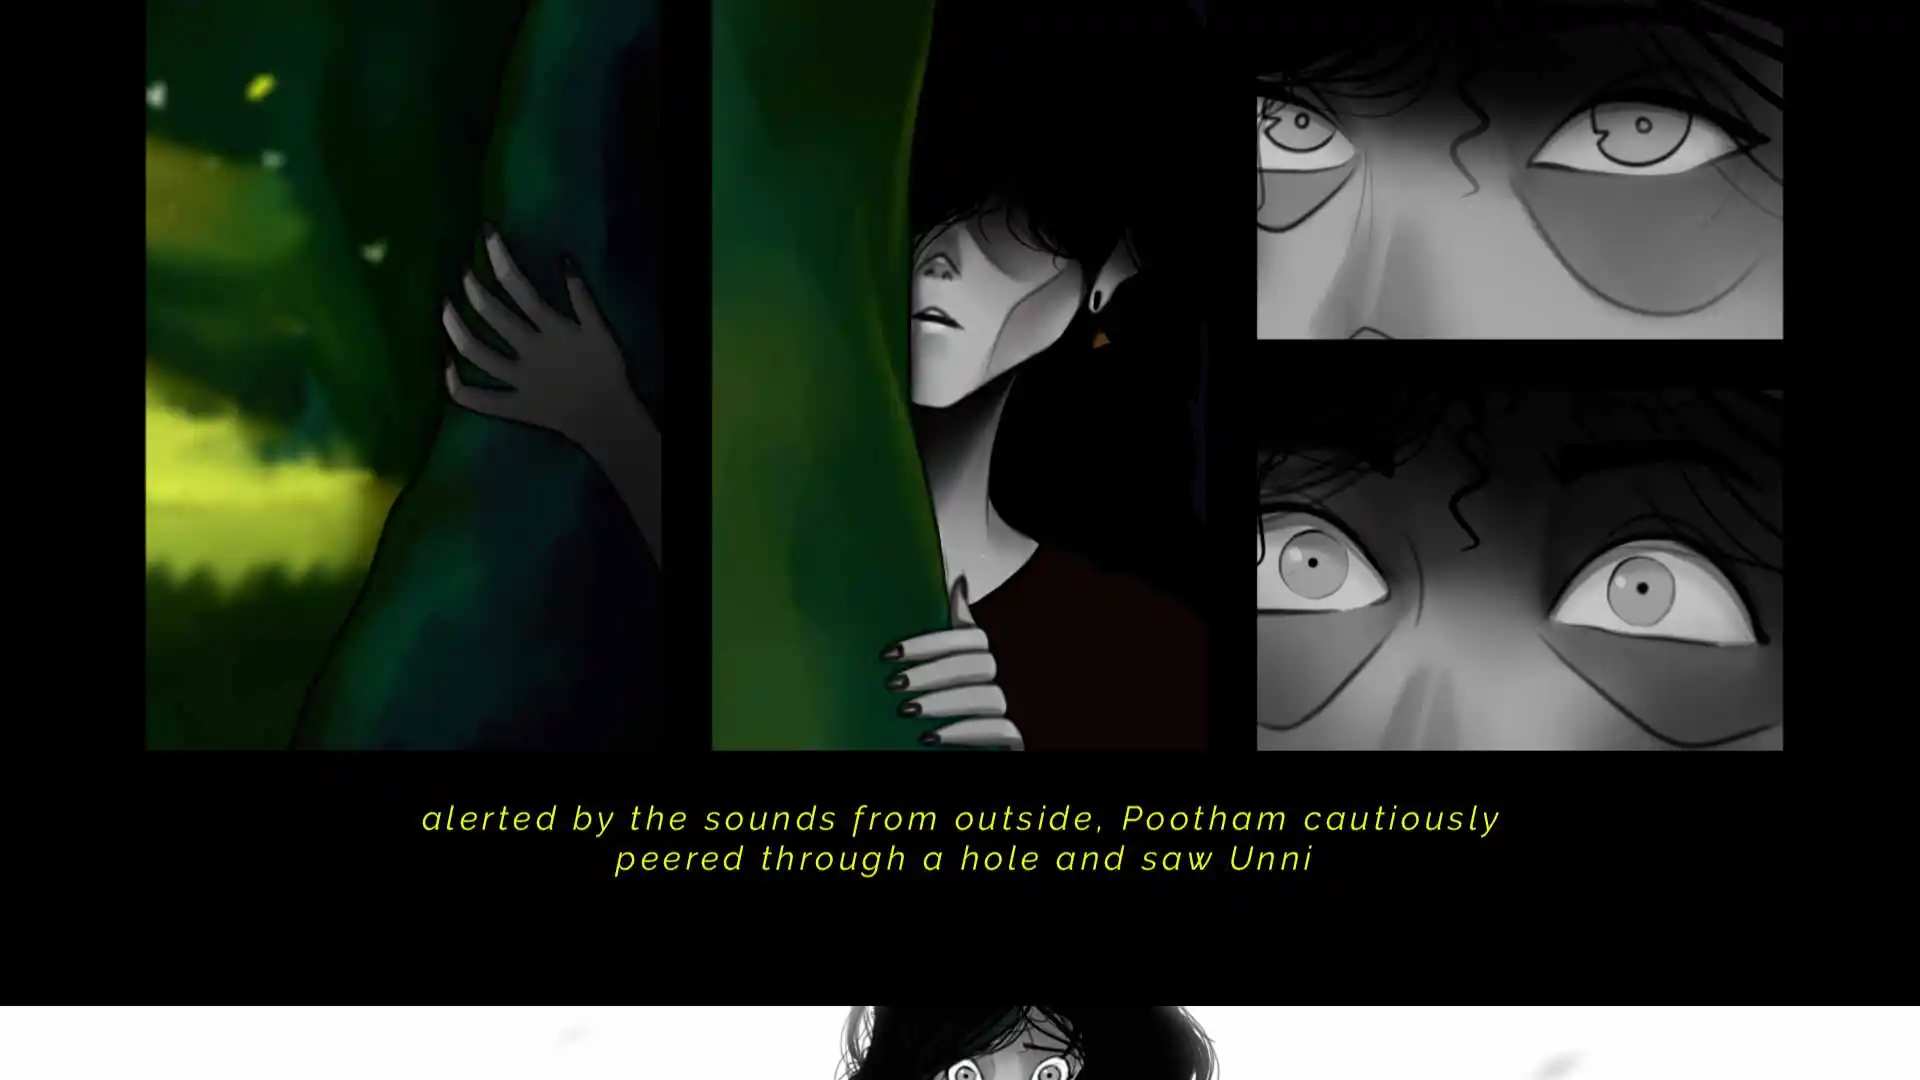 alerted by the sounds from outside, Pootham cautiously
peered through a hole and saw Unni